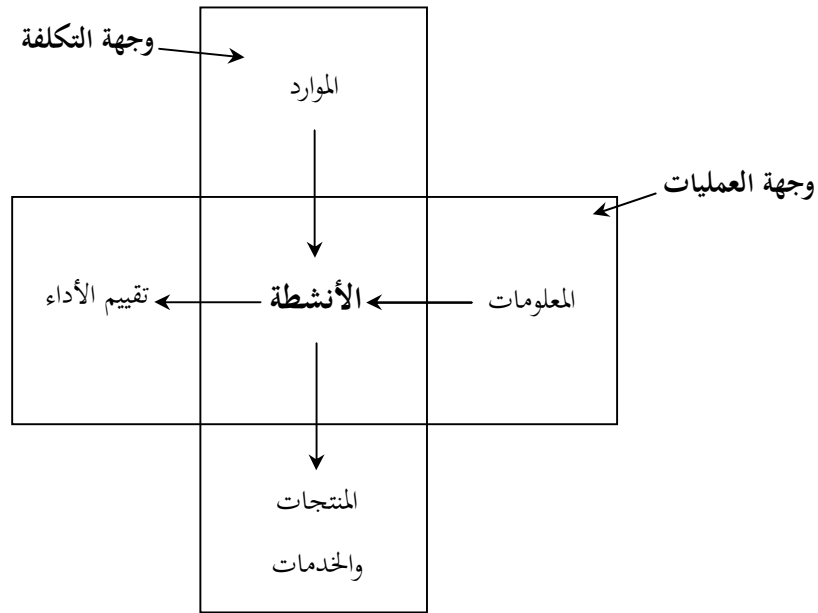 وجهة التكلفة
الموارد
وجهة العمليات
المعلومات
الأنشطة
تقييم الأداء
المنتجات
والخدمات